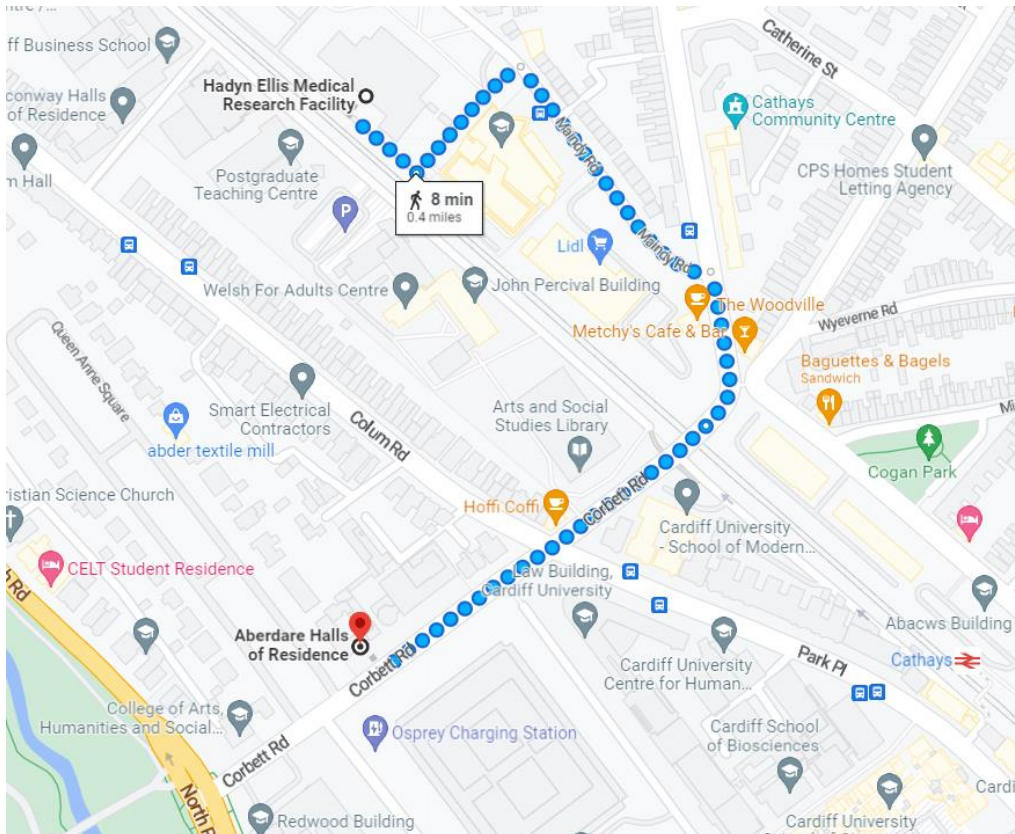 Catherine St
ff Business School
Hadyn Ellis Medical
Research Facility
conway Halls
of Residence
Cathays
Community Centre
Maindy Rd
Postgraduate
Teaching Centre
CPS Homes Student
Letting Agency
m Hall
8 min
0.4 miles
P
Lidl
Maindy Rd
Welsh For Adults Centre
John Percival Building
The Woodville
Metchy's Cafe & Bar
Wyeverne Rd
Queen Anne Square
Baguettes & Bagels
Sandwich
Mi
Smart Electrical
Contractors
Arts and Social
Studies Library
Colum Rd
abder textile mill
Cogan Park
ristian Science Church
Hoffi Coffi
Corbett Rd
Cardiff University
- School of Modern...
CELT Student Residence
Law Building,
Cardiff University
h Rd
Abacws Building
Aberdare Halls
of Residence
Corbett Rd
Park Pl
Cathays
Cardiff University
Centre for Human...
College of Arts,
Humanities and Social...
Osprey Charging Station
Cardiff School
of Biosciences
Corbett Rd
North R
Cardi
Redwood Building
Cardiff University